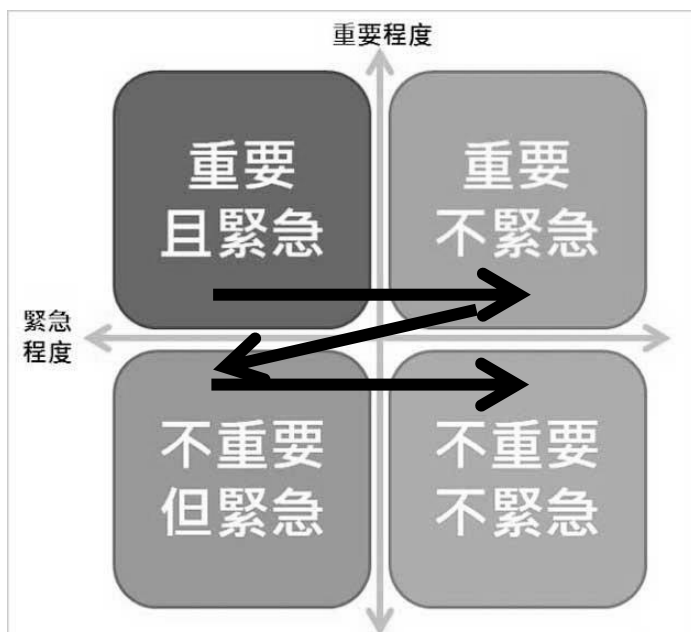 重要程度
重要
且緊急
重要
不緊急
緊急
程度
不重要
但緊急
不重要
不緊急